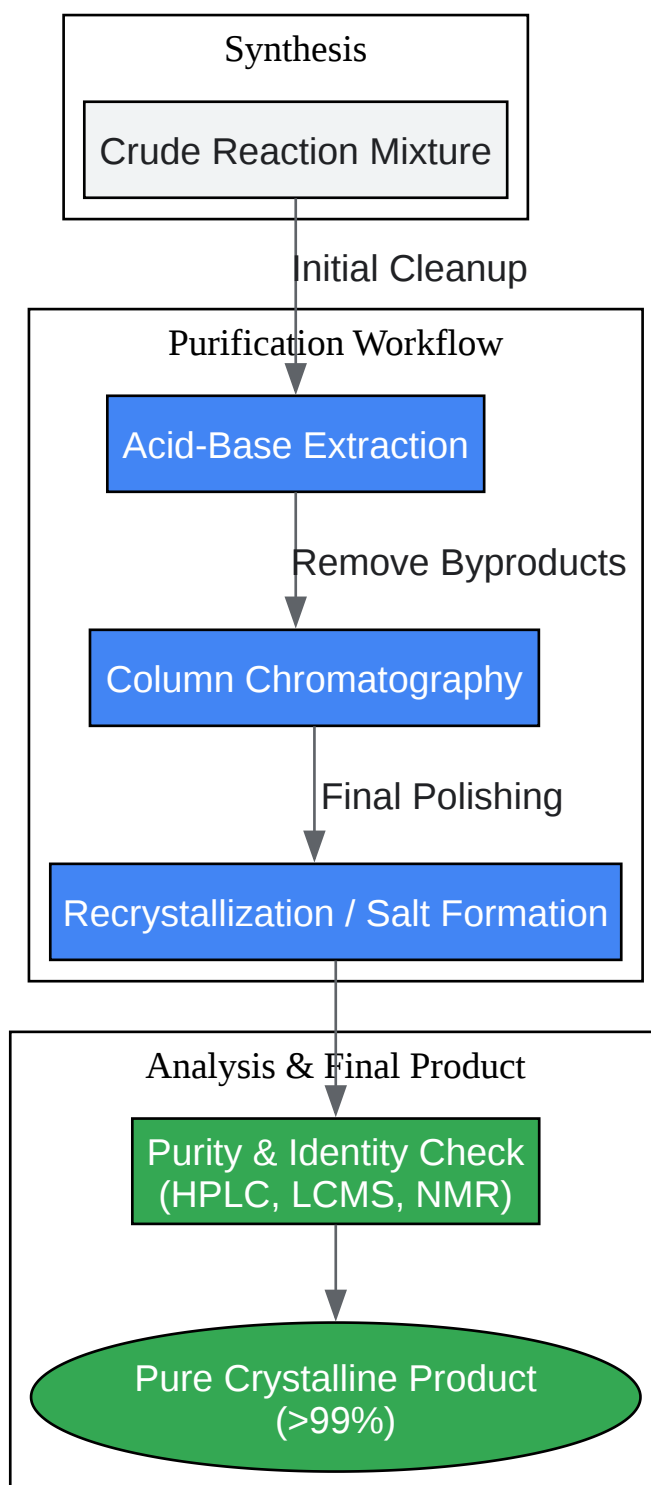 Synthesis
Crude Reaction Mixture
Initial Cleanup
Purification Workflow
Acid-Base Extraction
Remove Byproducts
Column Chromatography
Final Polishing
Recrystallization / Salt Formation
Analysis & Final Product
Purity & Identity Check
(HPLC, LCMS, NMR)
Pure Crystalline Product
(>99%)